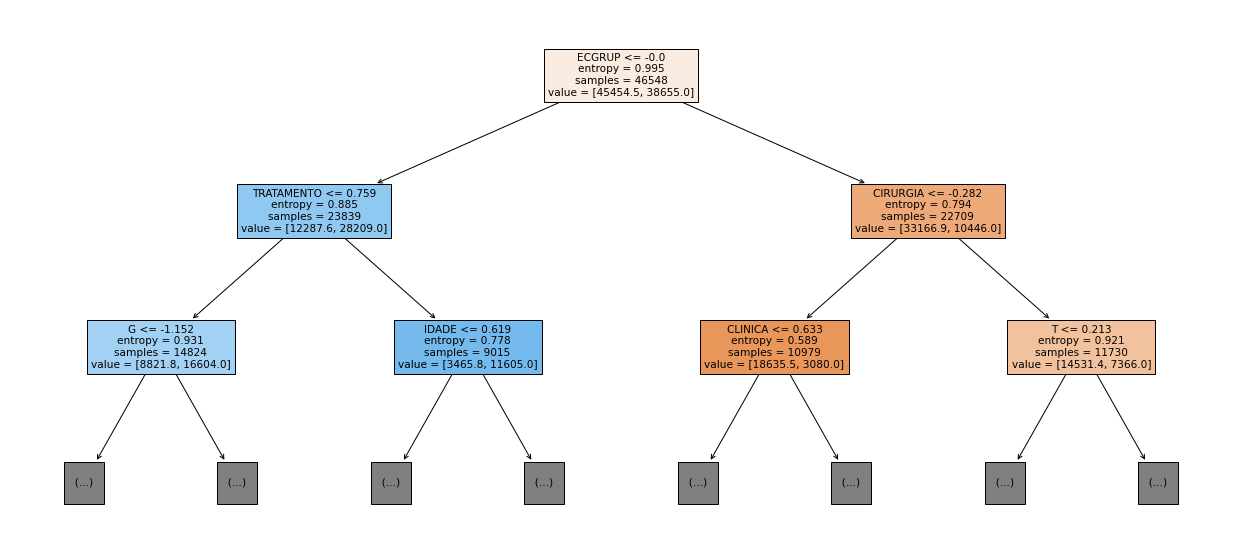 ECGRUP <= -0.0
entropy = 0.995
samples = 46548
value = [45454.5, 38655.0]
TRATAMENTO <= 0.759
entropy = 0.885
samples = 23839
value = [12287.6, 28209.0]
CIRURGIA <= -0.282
entropy = 0.794
samples = 22709
value = [33166.9, 10446.0]
G <= -1.152
entropy = 0.931
samples = 14824
value = [8821.8, 16604.0]
IDADE <= 0.619
entropy = 0.778
samples = 9015
value = [3465.8, 11605.0]
CLINICA <= 0.633
entropy = 0.589
samples = 10979
value = [18635.5, 3080.0]
T <= 0.213
entropy = 0.921
samples = 11730
value = [14531.4, 7366.0]
(...)
(...)
(...)
(...)
(...)
(...)
(...)
(...)